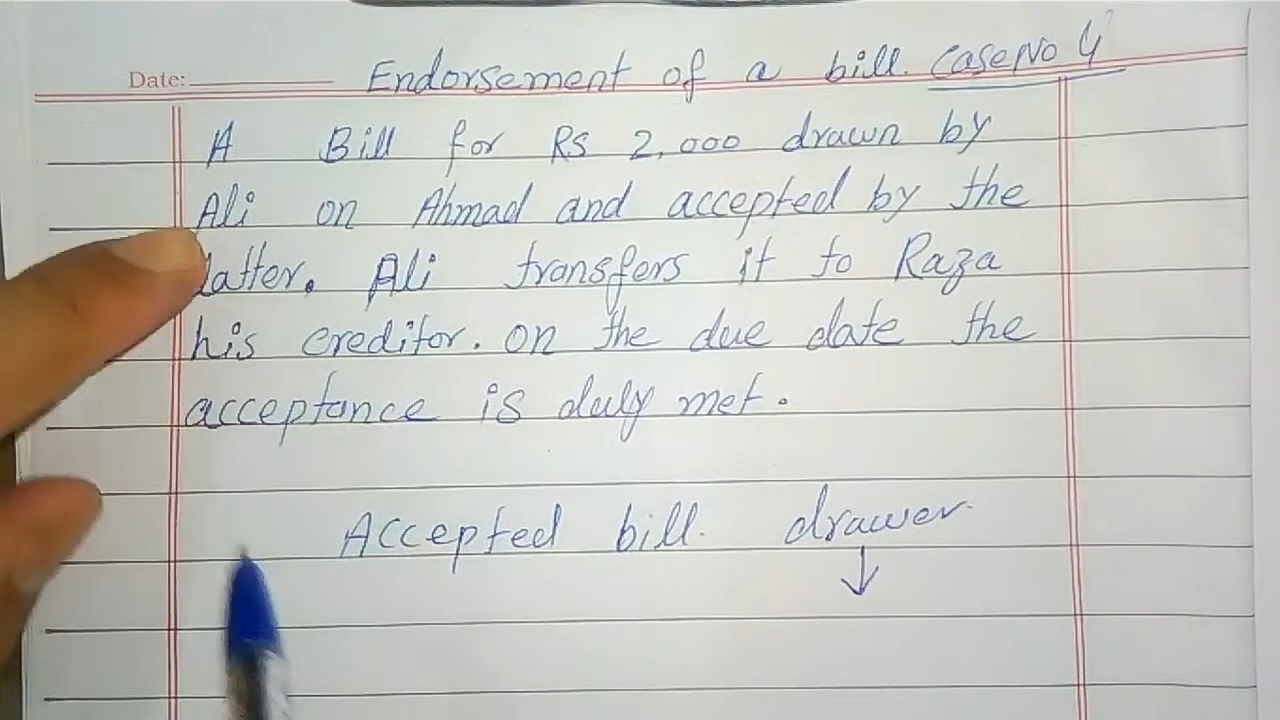 Date: Endorsement of a bill. case No 4
A Bill for RS 2,000 drawn by
Ali on Ahmad and accepted by the
latter. Ali transfers it to Raza
his creditor. on the due date the
acceptance is duly met.
Accepted bill. drawer.